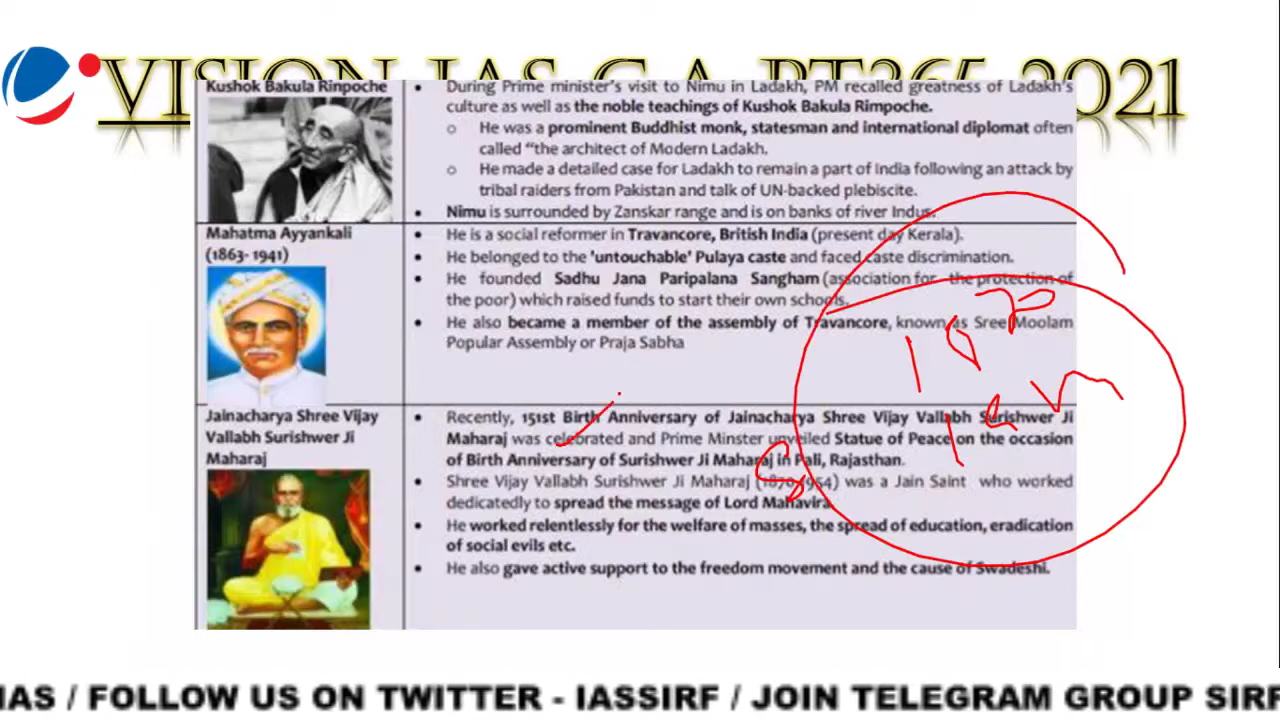 VISION IAS C.A PT365 2021
Kushok Bakula Rinpoche
• During Prime minister's visit to Nimu in Ladakh, PM recalled greatness of Ladakh's
culture as well as the noble teachings of Kushok Bakula Rimpoche.
o He was a prominent Buddhist monk, statesman and international diplomat often
called “the architect of Modern Ladakh.
o He made a detailed case for Ladakh to remain a part of India following an attack by
tribal raiders from Pakistan and talk of UN-backed plebiscite.
• Nimu is surrounded by Zanskar range and is on banks of river Indus.
Mahatma Ayyankali
(1863- 1941)
• He is a social reformer in Travancore, British India (present day Kerala).
• He belonged to the 'untouchable' Pulaya caste and faced caste discrimination.
• He founded Sadhu Jana Paripalana Sangham (association for the protection of
the poor) which raised funds to start their own schools.
• He also became a member of the assembly of Travancore, known as Sree Moolam
Popular Assembly or Praja Sabha
Jainacharya Shree Vijay
Vallabh Surishwer Ji
Maharaj
• Recently, 151st Birth Anniversary of Jainacharya Shree Vijay Vallabh Surishwer Ji
Maharaj was celebrated and Prime Minster unveiled Statue of Peace on the occasion
of Birth Anniversary of Surishwer Ji Maharaj in Pali, Rajasthan.
• Shree Vijay Vallabh Surishwer Ji Maharaj (1870-1954) was a Jain Saint who worked
dedicatedly to spread the message of Lord Mahavira
• He worked relentlessly for the welfare of masses, the spread of education, eradication
of social evils etc.
• He also gave active support to the freedom movement and the cause of Swadeshi.
IAS / FOLLOW US ON TWITTER - IASSIRF / JOIN TELEGRAM GROUP SIRF